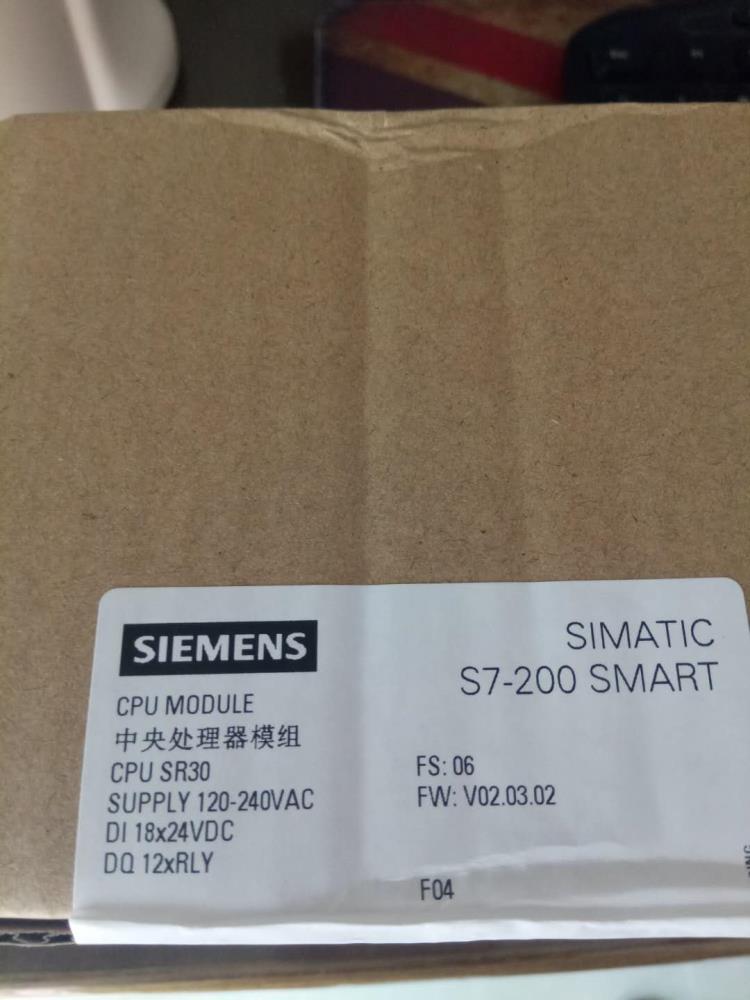 SIEMENS
SIMATIC
S7-200 SMART
CPU MODULE
中央处理器模组
CPU SR30
SUPPLY 120-240VAC
DI 18x24VDC
DQ 12xRLY
FS: 06
FW: V02.03.02
F04